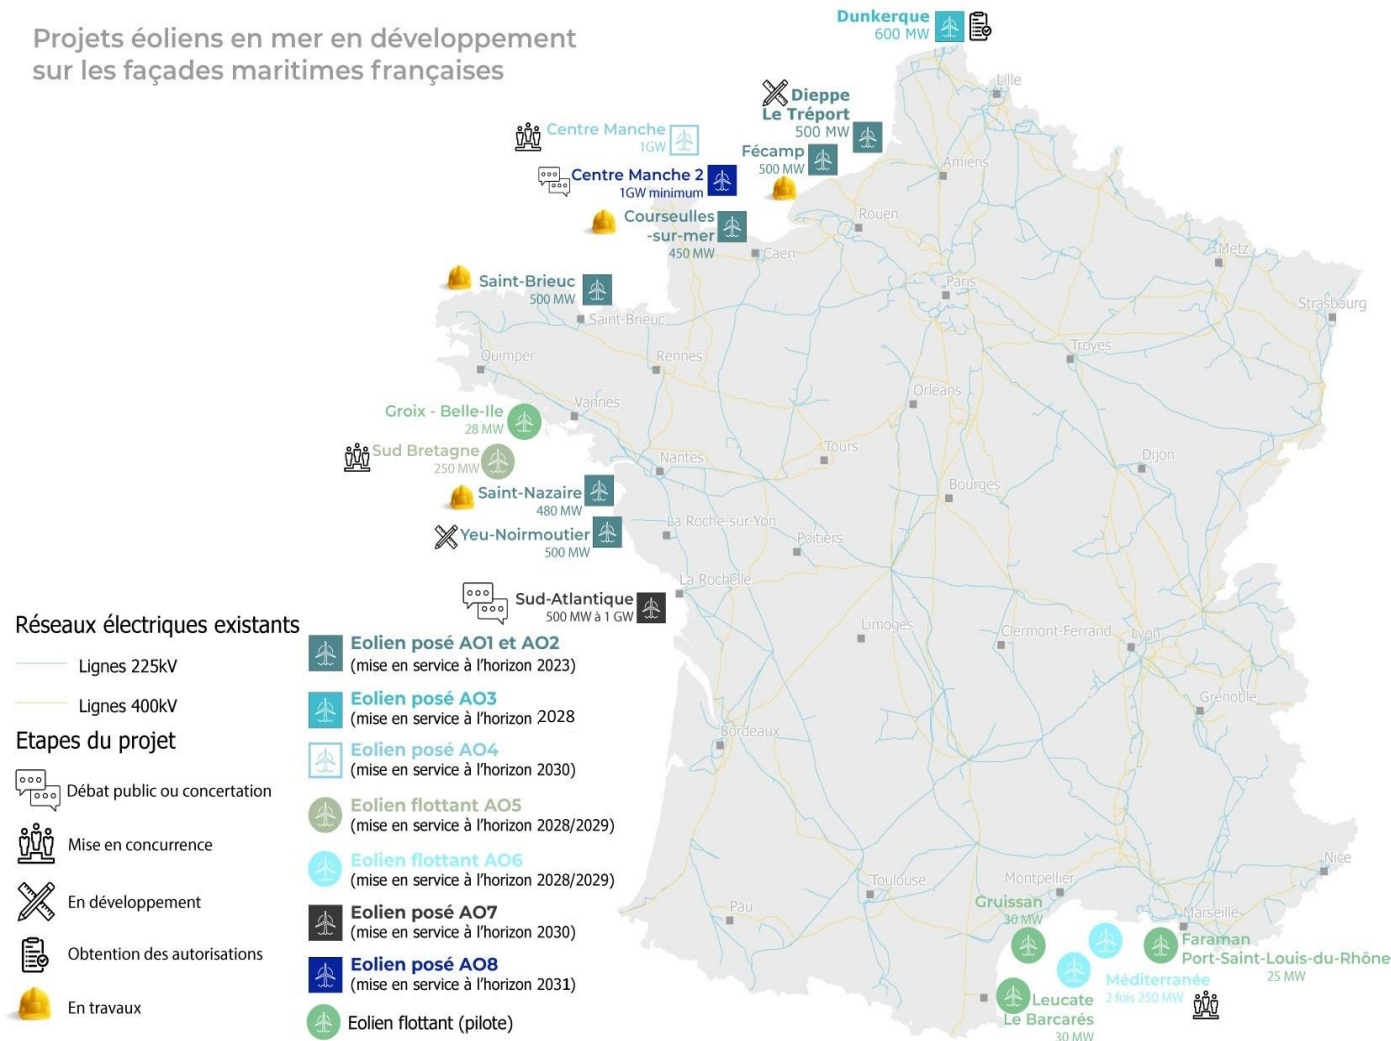 Projets éoliens en mer en développement
sur les façades maritimes françaises
Dunkerque
600 MW
Lille
Dieppe
Le Tréport
500 MW
Centre Manche
1GW
Fécamp
500 MW
Amiens
Centre Manche 2
1GW minimum
Courseulles
-sur-mer
450 MW
Rouen
Caen
Metz
Saint-Brieuc
500 MW
Paris
Strasbourg
Saint-Brieuc
Quimper
Rennes
Troyes
Orléans
Groix - Belle-Ile
28 MW
Vannes
Sud Bretagne
250 MW
Nantes
Tours
Dijon
Saint-Nazaire
480 MW
Bourges
Yeu-Noirmoutier
500 MW
La Roche-sur-Yon
Poitiers
La Rochelle
Sud-Atlantique
500 MW à 1 GW
Limoges
Clermont-Ferrand
Lyon
Grenoble
Bordeaux
Nice
Toulouse
Montpellier
Pau
Marseille
Gruissan
30 MW
Faraman
Port-Saint-Louis-du-Rhône
25 MW
Méditerranée
2 fois 250 MW
Leucate
Le Barcarés
30 MW
Réseaux électriques existants
Lignes 225kV
Lignes 400kV
Etapes du projet
Débat public ou concertation
Mise en concurrence
En développement
Obtention des autorisations
En travaux
Eolien posé AO1 et AO2
(mise en service à l'horizon 2023)
Eolien posé AO3
(mise en service à l'horizon 2028
Eolien posé AO4
(mise en service à l'horizon 2030)
Eolien flottant AO5
(mise en service à l'horizon 2028/2029)
Eolien flottant AO6
(mise en service à l'horizon 2028/2029)
Eolien posé AO7
(mise en service à l'horizon 2030)
Eolien posé AO8
(mise en service à l'horizon 2031)
Eolien flottant (pilote)